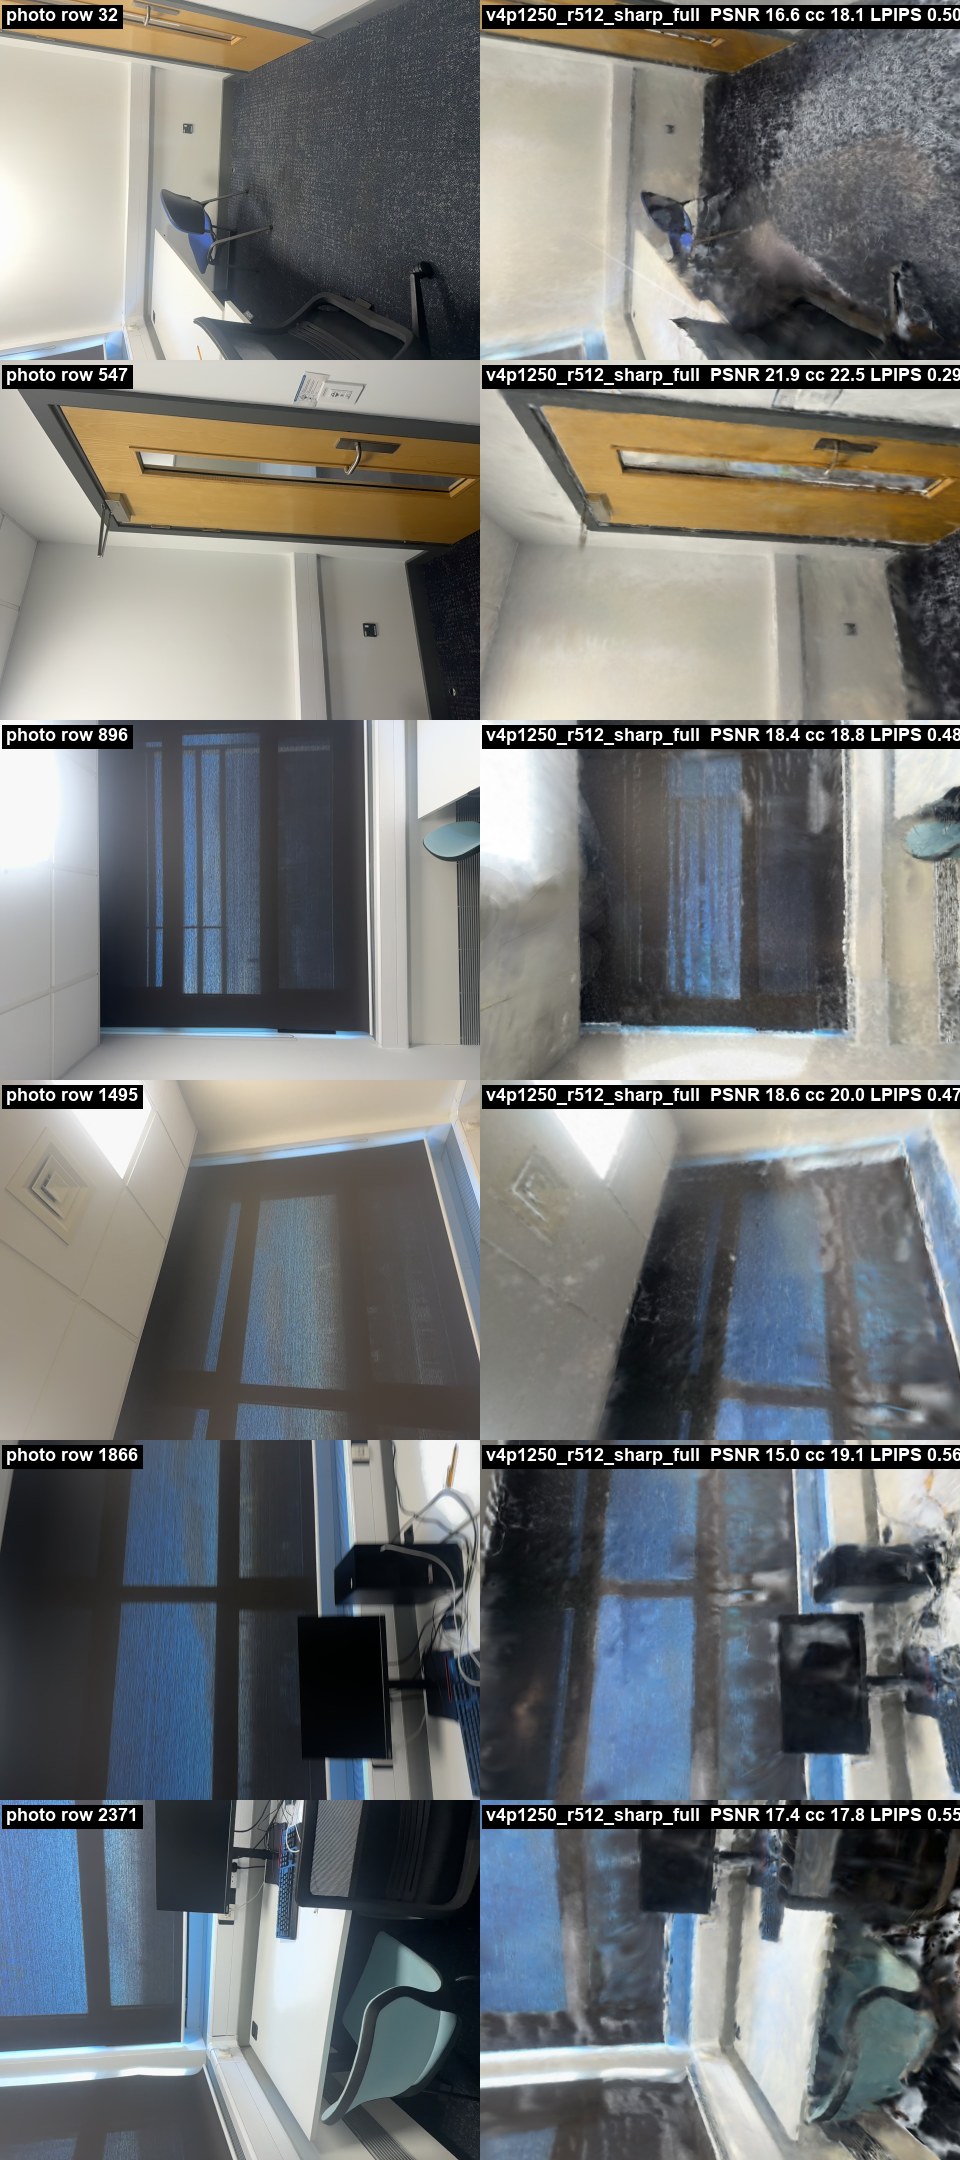 photo row 32
v4p1250_r512_sharp_full PSNR 16.6 cc 18.1 LPIPS 0.50
photo row 547
v4p1250_r512_sharp_full PSNR 21.9 cc 22.5 LPIPS 0.29
photo row 896
v4p1250_r512_sharp_full PSNR 18.4 cc 18.8 LPIPS 0.48
photo row 1495
v4p1250_r512_sharp_full PSNR 18.6 cc 20.0 LPIPS 0.47
photo row 1866
v4p1250_r512_sharp_full PSNR 15.0 cc 19.1 LPIPS 0.56
photo row 2371
v4p1250_r512_sharp_full PSNR 17.4 cc 17.8 LPIPS 0.55